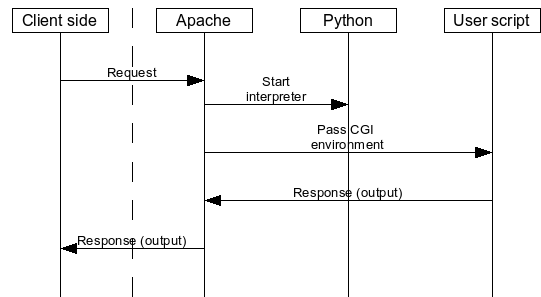 Client side
Apache
Python
User script
Request
Start
interpreter
Pass CGI
environment
Response (output)
Response (output)